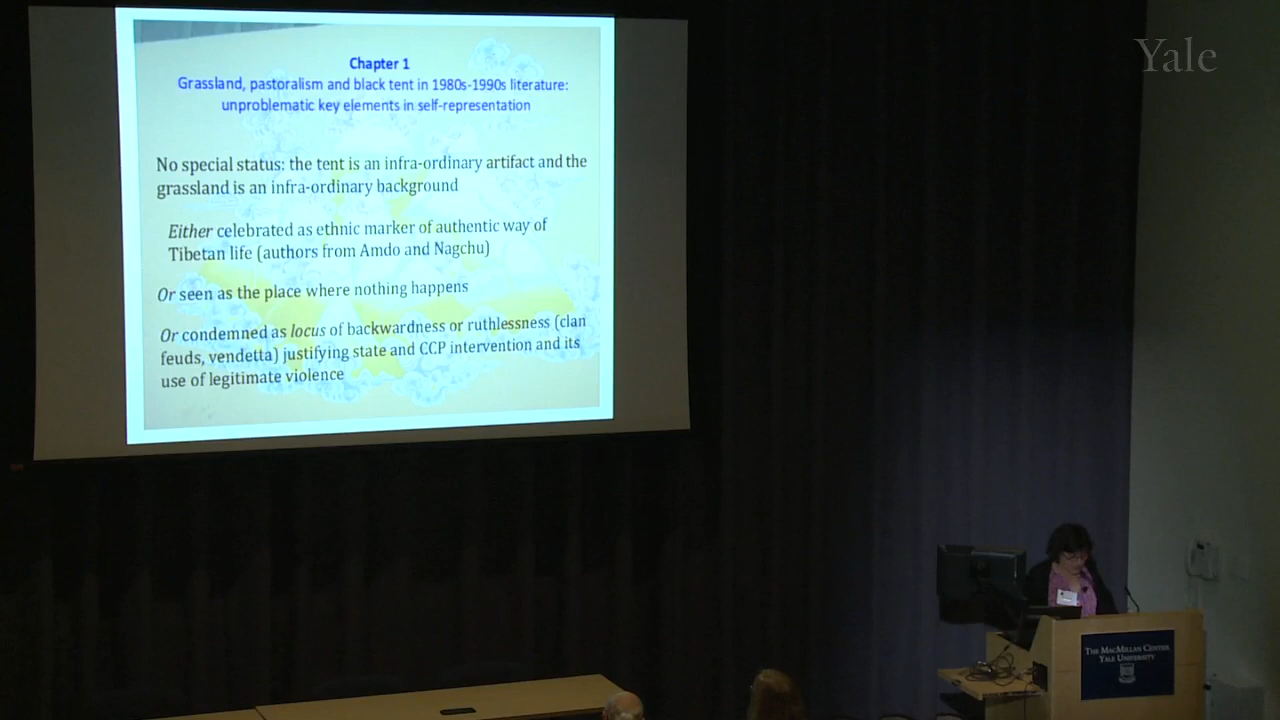 Yale
Chapter 1
Grassland, pastoralism and black tent in 1980s-1990s literature:
unproblematic key elements in self-representation
No special status: the tent is an infra-ordinary artifact and the
grassland is an infra-ordinary background
Either celebrated as ethnic marker of authentic way of
Tibetan life (authors from Amdo and Nagchu)
Or seen as the place where nothing happens
Or condemned as locus of backwardness or ruthlessness (clan
feuds, vendetta) justifying state and CCP intervention and its
use of legitimate violence
THE MACMILLAN CENTER
YALE UNIVERSITY